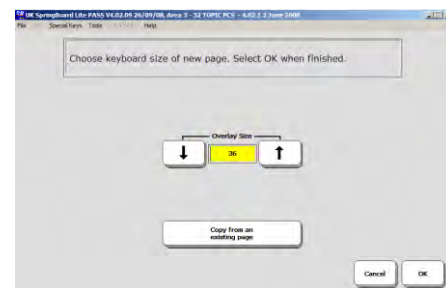 UK SpringBoard Lite PASS V4.02.09 26/09/08, Area 3 - 32 TOPIC PCS - 4.02.1 2 June 2008
File Special Keys Tools Help
Choose keyboard size of new page. Select OK when finished.
Overlay Size
↓ 36 ↑
Copy from an
existing page
Cancel OK